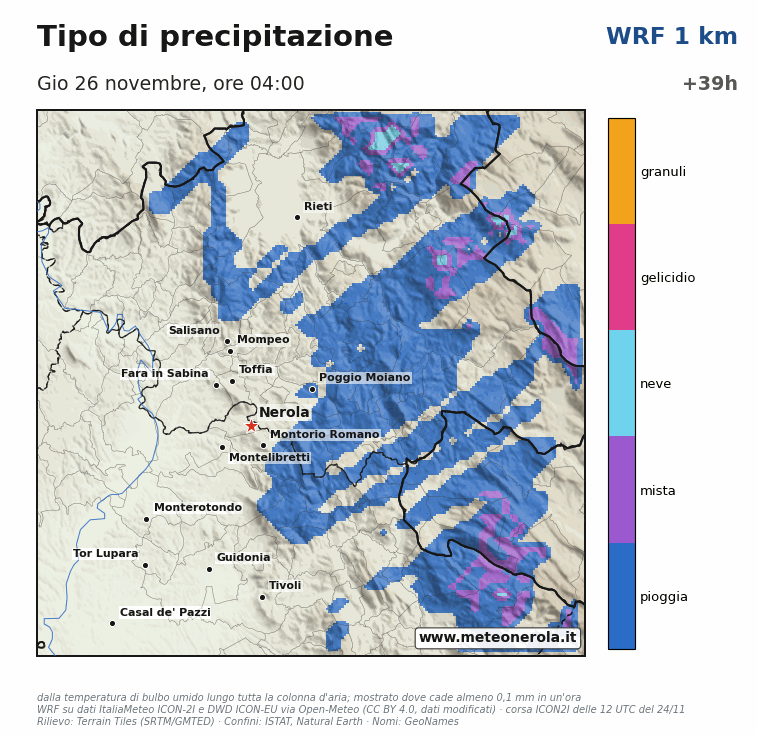 Tipo di precipitazione
WRF 1 km
Gio 26 novembre, ore 04:00
+39h
granuli
gelicidio
neve
mista
pioggia
Rieti
Salisano
Mompeo
Fara in Sabina
Toffia
Poggio Moiano
Nerola
Montorio Romano
Montelibretti
Monterotondo
Tor Lupara
Guidonia
Tivoli
Casal de' Pazzi
www.meteonerola.it
dalla temperatura di bulbo umido lungo tutta la colonna d'aria; mostrato dove cade almeno 0,1 mm in un'ora
WRF su dati ItaliaMeteo ICON-2I e DWD ICON-EU via Open-Meteo (CC BY 4.0, dati modificati) · corsa ICON2I delle 12 UTC del 24/11
Rilievo: Terrain Tiles (SRTM/GMTED) · Confini: ISTAT, Natural Earth · Nomi: GeoNames